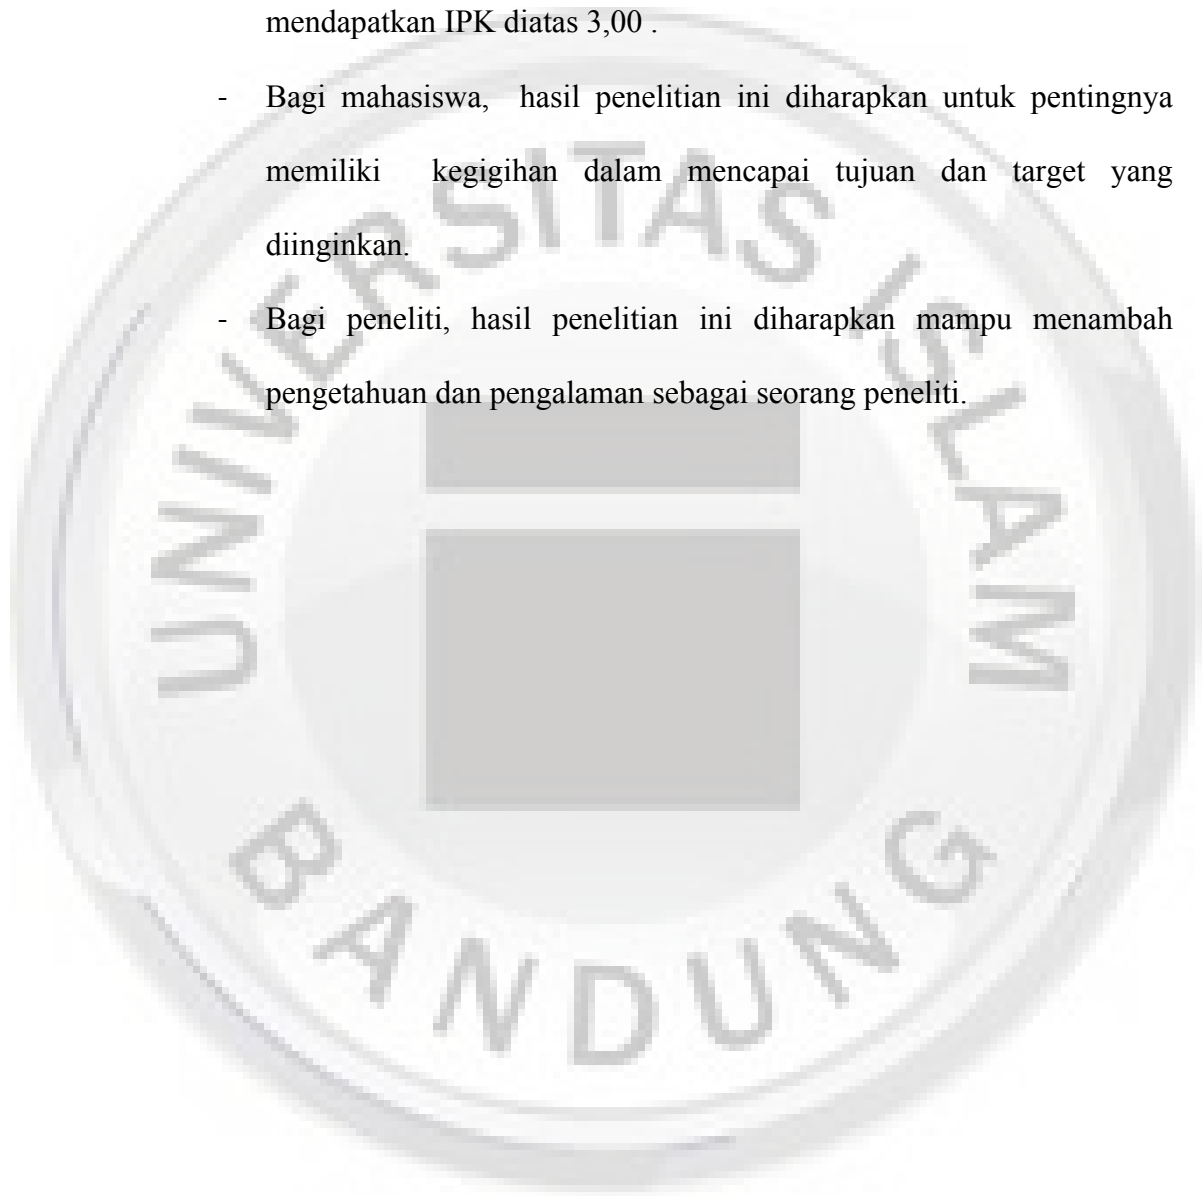 mendapatkan IPK diatas 3,00 .
- Bagi mahasiswa, hasil penelitian ini diharapkan untuk pentingnya
memiliki kegigihan dalam mencapai tujuan dan target yang
diinginkan.
- Bagi peneliti, hasil penelitian ini diharapkan mampu menambah
pengetahuan dan pengalaman sebagai seorang peneliti.
UNIVERSITAS ISLAM
BANDUNG